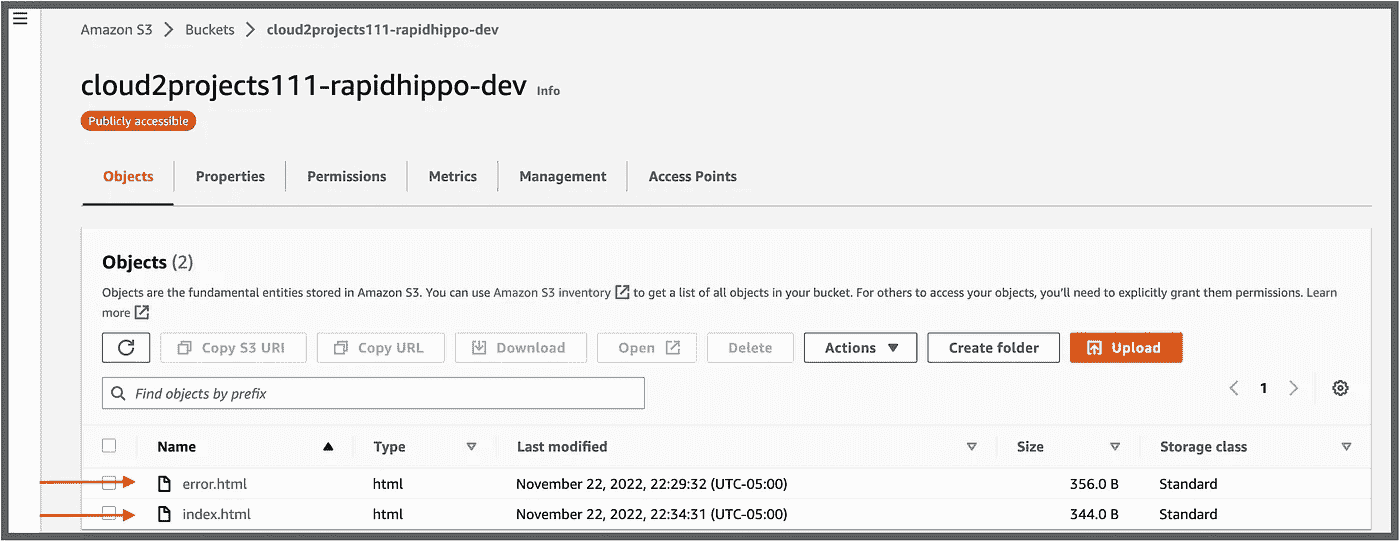 Amazon S3 > Buckets > cloud2projects111-rapidhippo-dev
cloud2projects111-rapidhippo-dev Info
Publicly accessible
Objects Properties Permissions Metrics Management Access Points
Objects (2)
Objects are the fundamental entities stored in Amazon S3. You can use Amazon S3 inventory to get a list of all objects in your bucket. For others to access your objects, you'll need to explicitly grant them permissions. Learn
more
Copy S3 URI Copy URL Download Open Delete Actions Create folder Upload
Find objects by prefix
1
Name Type Last modified Size Storage class
error.html html November 22, 2022, 22:29:32 (UTC-05:00) 356.0 B Standard
index.html html November 22, 2022, 22:34:31 (UTC-05:00) 344.0 B Standard